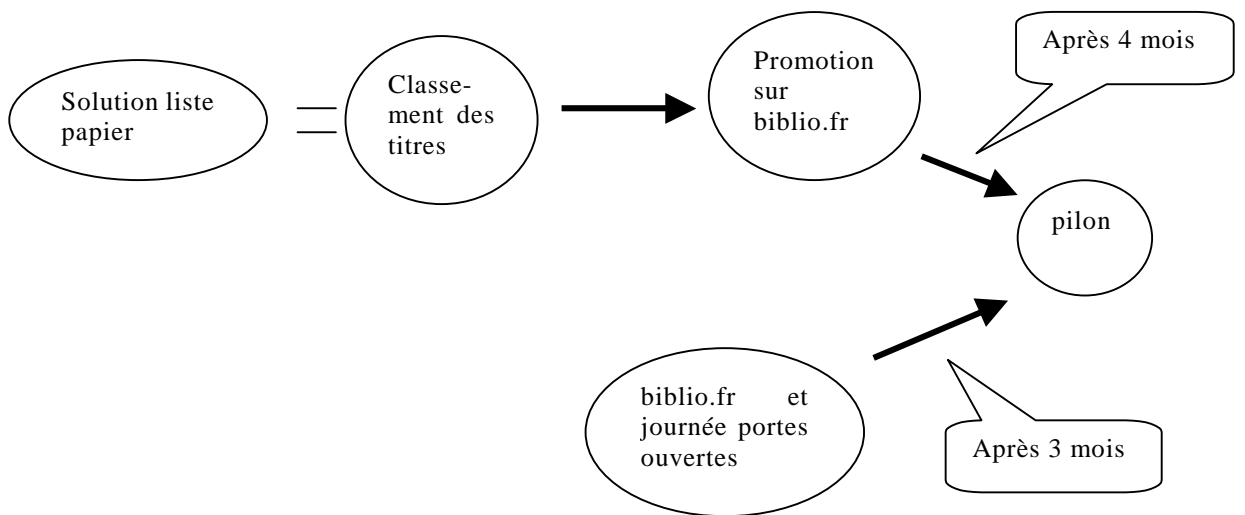 Solution liste
papier
Classe-
ment des
titres
Promotion
sur
biblio.fr
Après 4 mois
pilon
biblio.fr et
journée portes
ouvertes
Après 3 mois